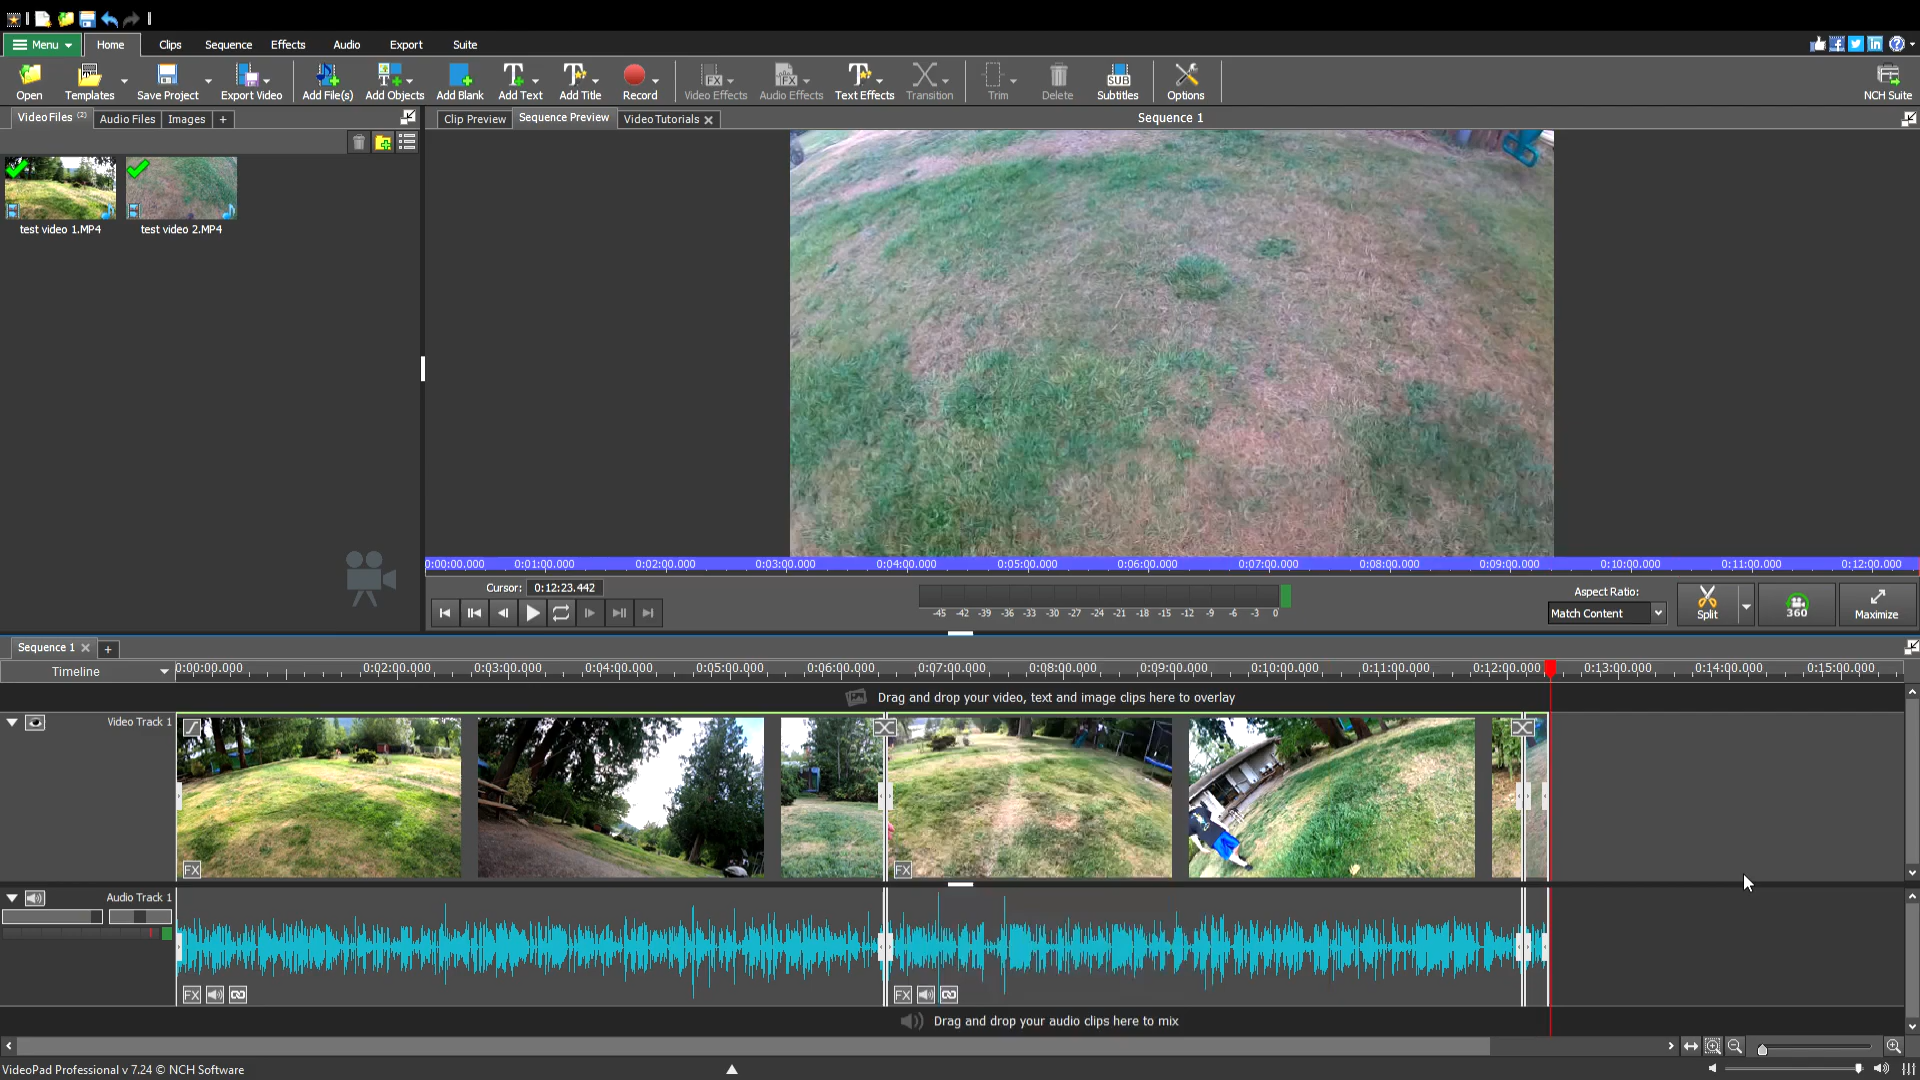 Menu Home Clips Sequence Effects Audio Export Suite
Open Templates Save Project Export Video Add File(s) Add Objects Add Blank Add Text Add Title Record Video Effects Audio Effects Text Effects Transition Trim Delete Subtitles Options NCH Suite
Video Files (2) Audio Files Images +
Clip Preview Sequence Preview Video Tutorials Sequence 1
test video 1.MP4 test video 2.MP4
0:00:00.000 0:01:00.000 0:02:00.000 0:03:00.000 0:04:00.000 0:05:00.000 0:06:00.000 0:07:00.000 0:08:00.000 0:09:00.000 0:10:00.000 0:11:00.000 0:12:00.000
Cursor: 0:12:23.442
-45 -42 -39 -36 -33 -30 -27 -24 -21 -18 -15 -12 -9 -6 -3 0
Aspect Ratio:
Match Content
Split 360 Maximize
Sequence 1 +
Timeline
0:00:00.000 0:02:00.000 0:03:00.000 0:04:00.000 0:05:00.000 0:06:00.000 0:07:00.000 0:08:00.000 0:09:00.000 0:10:00.000 0:11:00.000 0:12:00.000 0:13:00.000 0:14:00.000 0:15:00.000
Drag and drop your video, text and image clips here to overlay
Video Track 1
FX FX
Audio Track 1
FX FX
Drag and drop your audio clips here to mix
VideoPad Professional v 7.24 © NCH Software